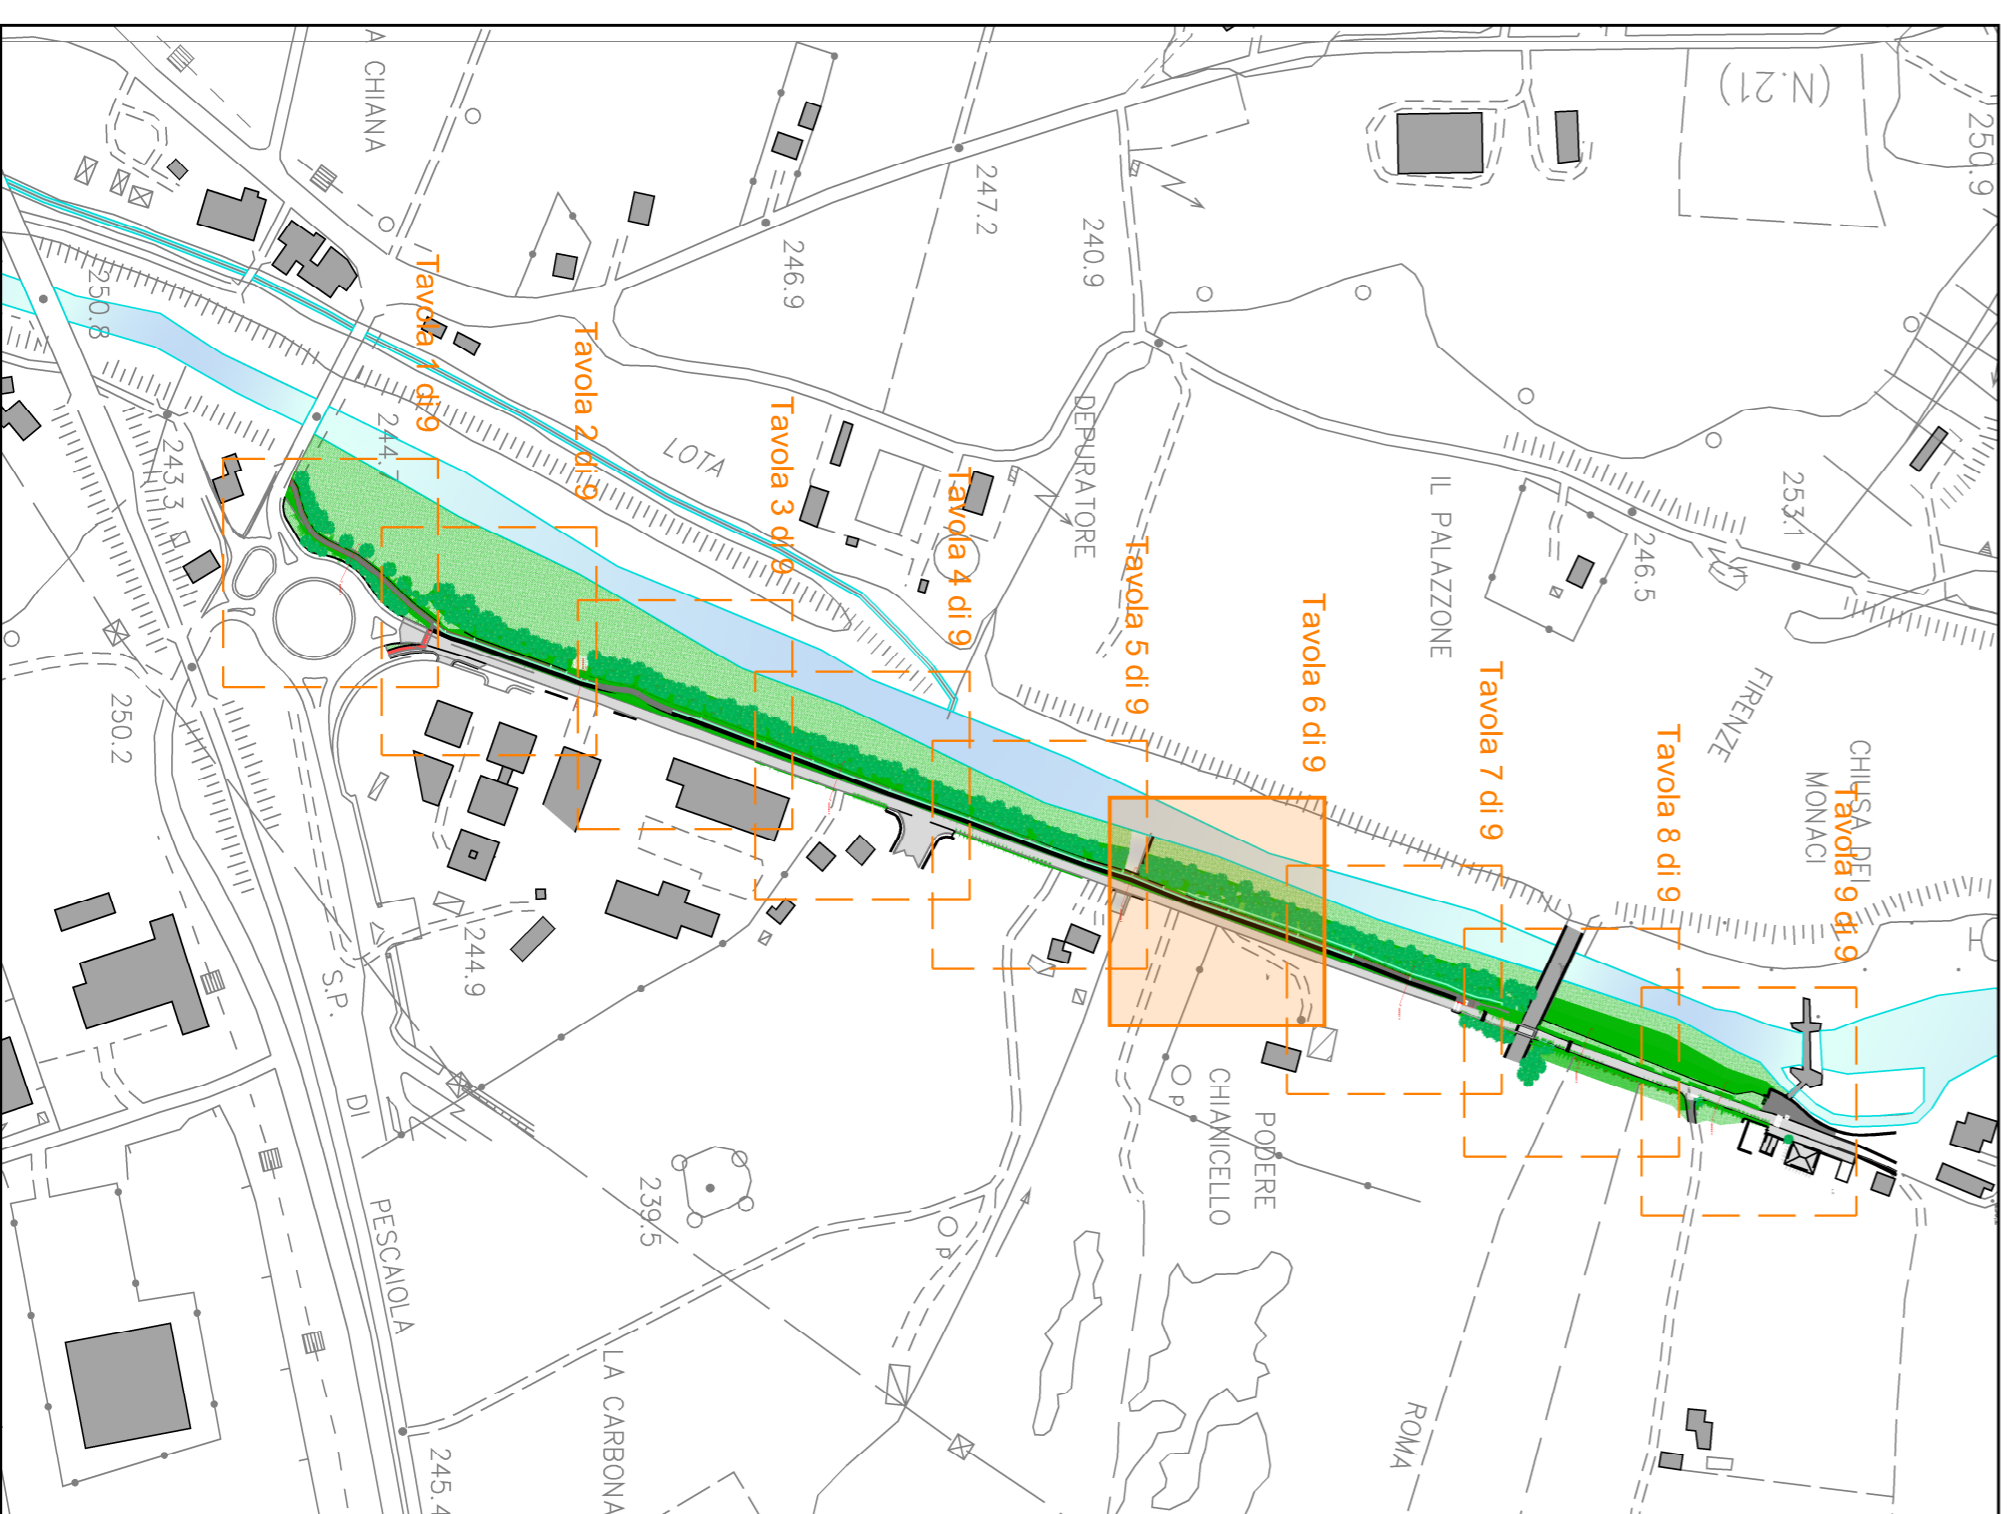 A CHIANA
(N.21)
250.9
247.2
246.9
240.9
250.8
Tavola 1 di 9
Tavola 2 di 9
Tavola 3 di 9
Tavola 4 di 9
Tavola 5 di 9
Tavola 6 di 9
Tavola 7 di 9
Tavola 8 di 9
Tavola 9 di 9
244.
243.3
LOTA
DEPURATORE
IL PALAZZONE
253.1
246.5
FIRENZE
CHIUSA DEI
MONACI
250.2
244.9
S.P.
DI
PESCAIOLA
239.5
p
p
PODERE
CHIANICELLO
LA CARBONA
ROMA
245.4